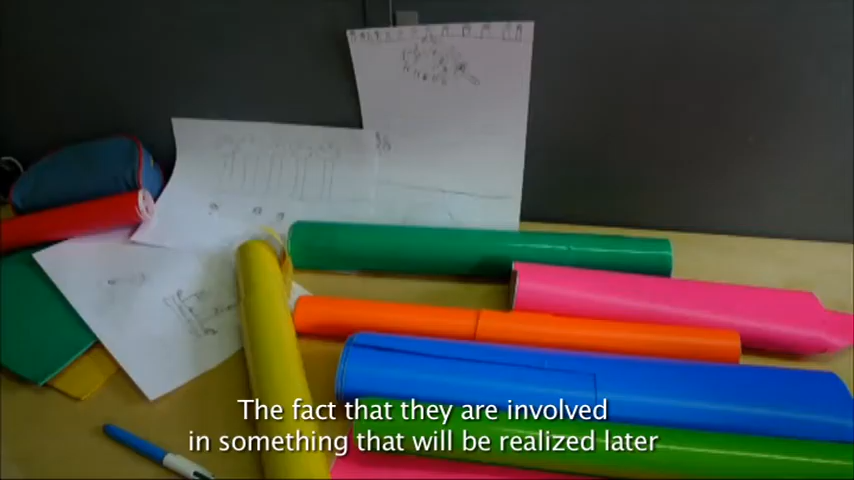 The fact that they are involved
in something that will be realized later